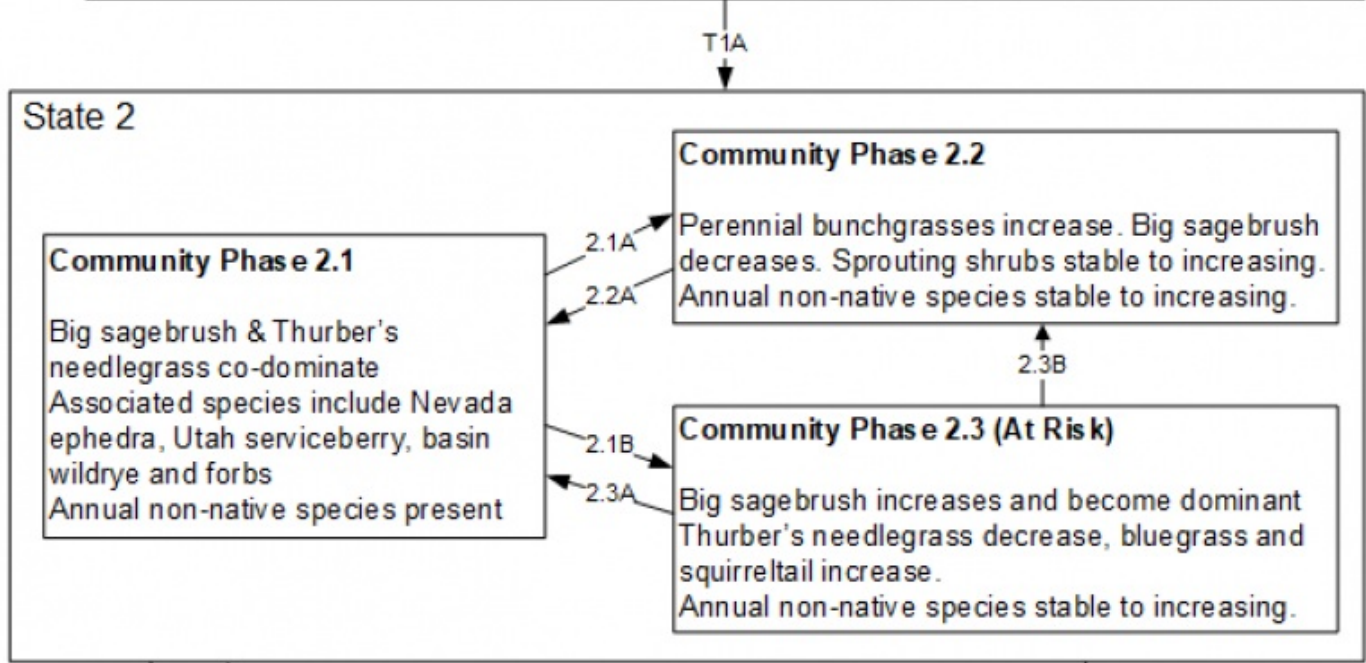 T1A
State 2
Community Phase 2.2
Perennial bunchgrasses increase. Big sagebrush
decreases. Sprouting shrubs stable to increasing.
Annual non-native species stable to increasing.
2.1A
2.2A
Community Phase 2.1
Big sagebrush & Thurber's
needlegrass co-dominate
Associated species include Nevada
ephedra, Utah serviceberry, basin
wildrye and forbs
Annual non-native species present
2.3B
2.1B
2.3A
Community Phase 2.3 (At Risk)
Big sagebrush increases and become dominant
Thurber's needlegrass decrease, bluegrass and
squirreltail increase.
Annual non-native species stable to increasing.